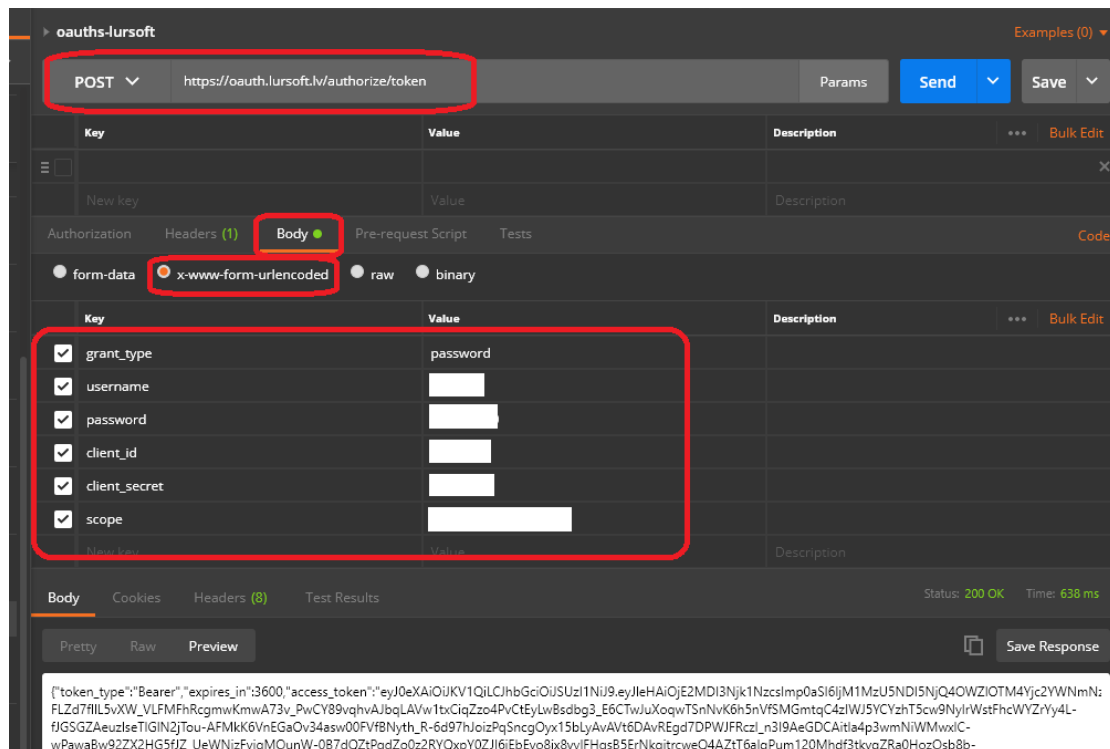 oauths-lursoft
Examples (0)
POST
https://oauth.lursoft.lv/authorize/token
Params
Send
Save
Key Value Description ••• Bulk Edit
New key Value Description
Authorization Headers (1) Body Pre-request Script Tests Code
form-data x-www-form-urlencoded raw binary
Key Value Description ••• Bulk Edit
grant_type password
username
password
client_id
client_secret
scope
New key Value Description
Body Cookies Headers (8) Test Results Status: 200 OK Time: 638 ms
Pretty Raw Preview Save Response
{"token_type":"Bearer","expires_in":3600,"access_token":